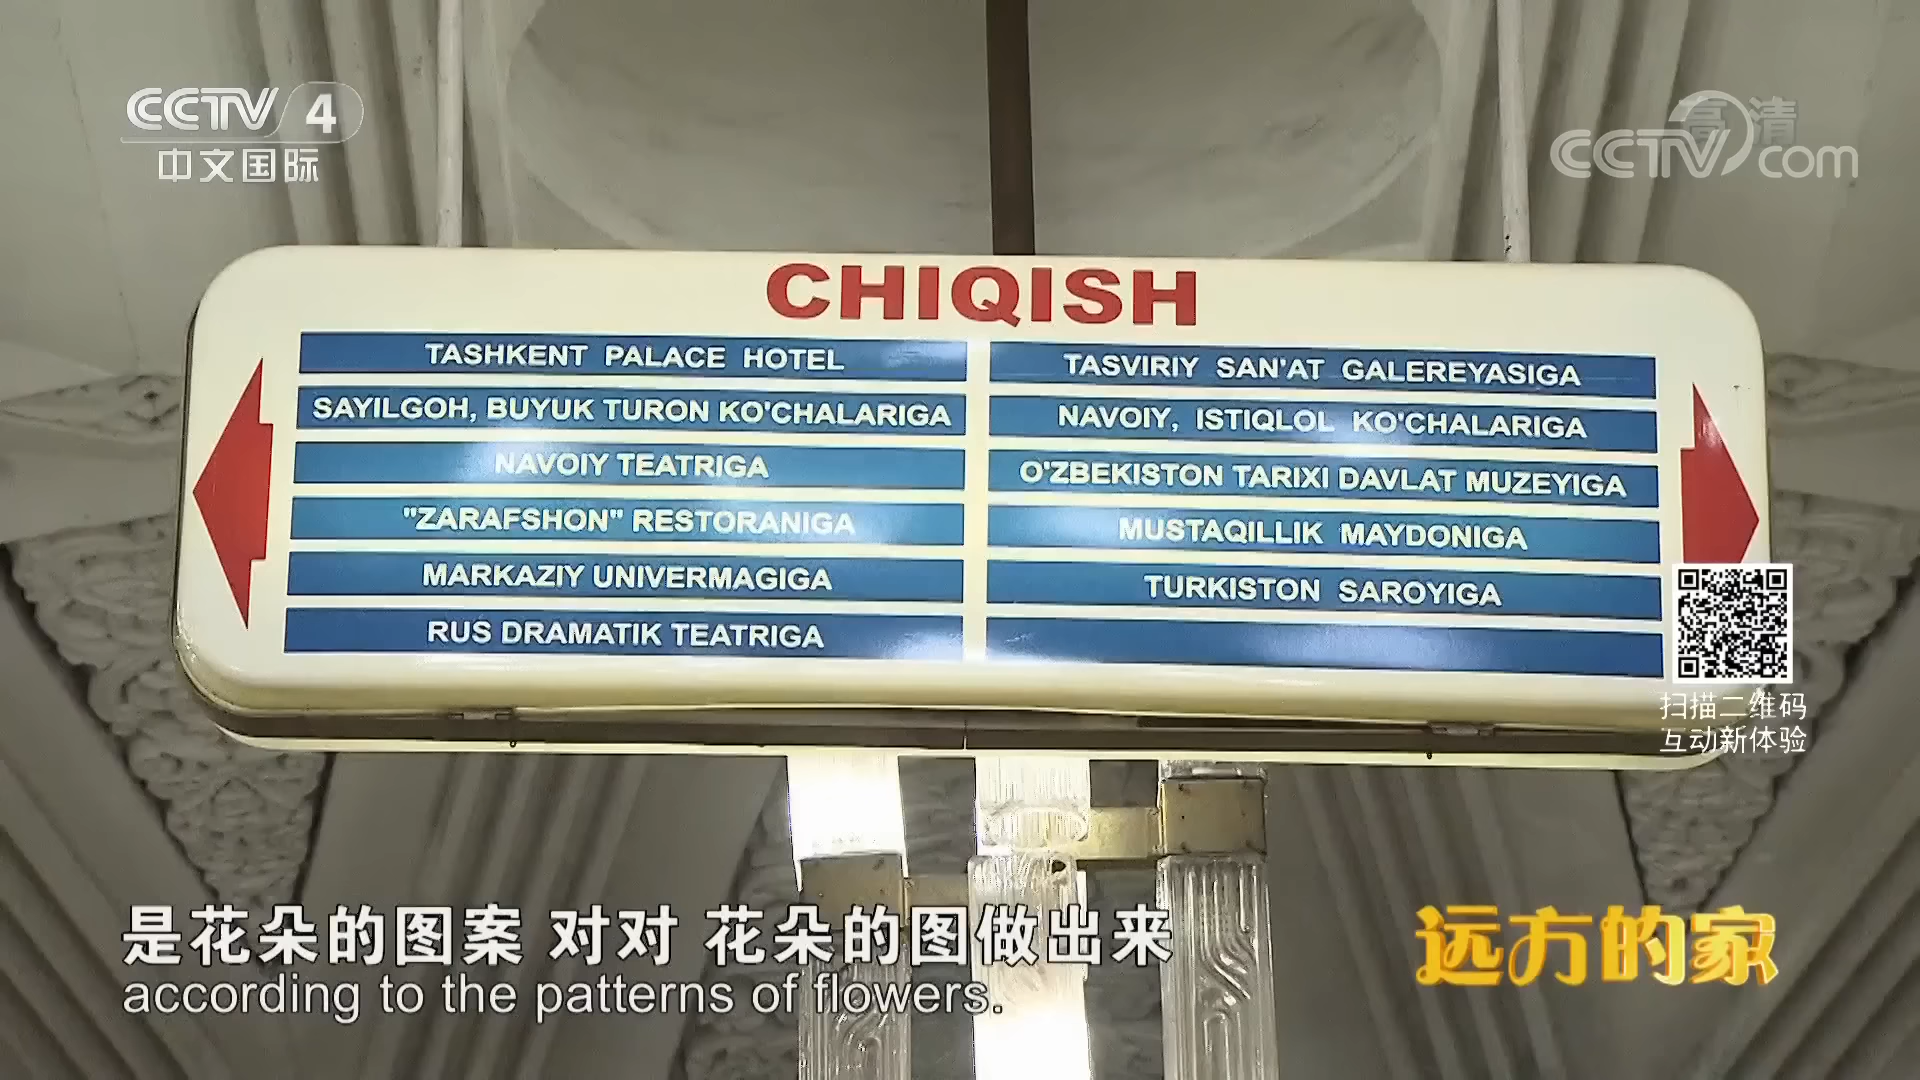 CCTV 4
中文国际
高清
CCTV.com
CHIQISH
TASHKENT PALACE HOTEL
SAYILGOH, BUYUK TURON KO'CHALARIGA
NAVOIY TEATRIGA
"ZARAFSHON" RESTORANIGA
MARKAZIY UNIVERMAGIGA
RUS DRAMATIK TEATRIGA
TASVIRIY SAN'AT GALEREYASIGA
NAVOIY, ISTIQLOL KO'CHALARIGA
O'ZBEKISTON TARIXI DAVLAT MUZEYIGA
MUSTAQILLIK MAYDONIGA
TURKISTON SAROYIGA
扫描二维码
互动新体验
是花朵的图案 对对 花朵的图做出来
according to the patterns of flowers.
远方的家